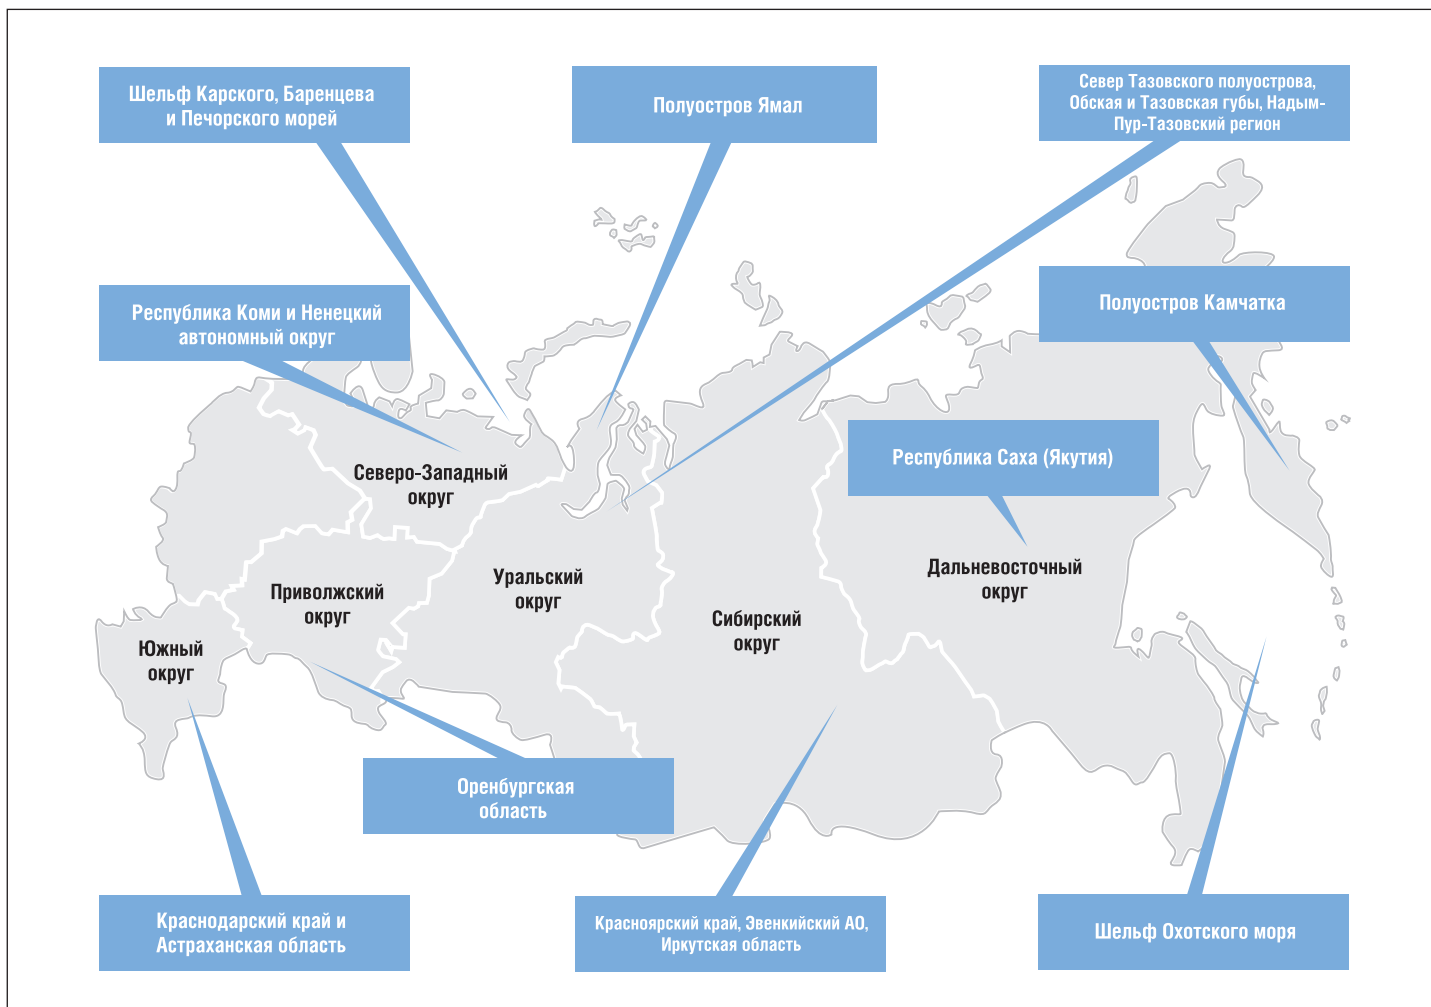 Шельф Карского, Баренцева
и Печорского морей
Полуостров Ямал
Север Тазовского полуострова,
Обская и Тазовская губы, Надым-
Пур-Тазовский регион
Республика Коми и Ненецкий
автономный округ
Полуостров Камчатка
Республика Саха (Якутия)
Северо-Западный
округ
Дальневосточный
округ
Уральский
округ
Приволжский
округ
Сибирский
округ
Южный
округ
Оренбургская
область
Краснодарский край и
Астраханская область
Красноярский край, Эвенкийский АО,
Иркутская область
Шельф Охотского моря